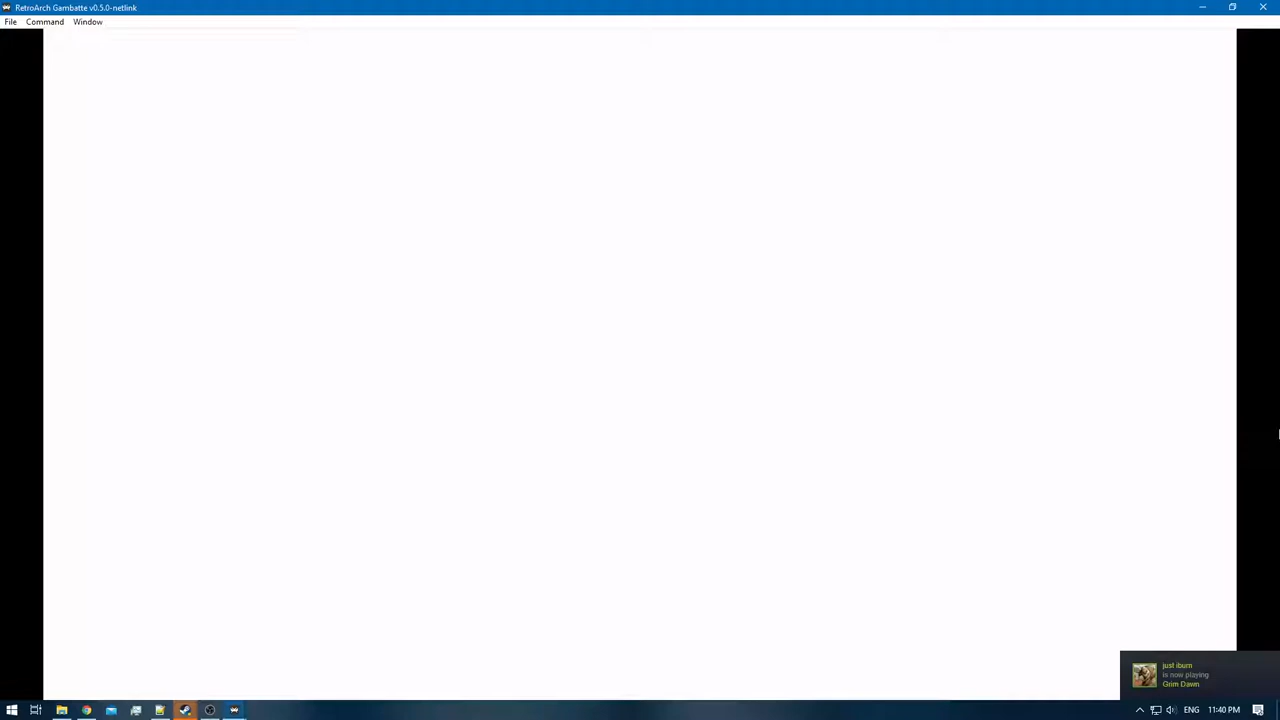 RetroArch Gambatte v0.5.0-netlink
File Command Window
just iburn
is now playing
Grim Dawn
ENG 11:40 PM